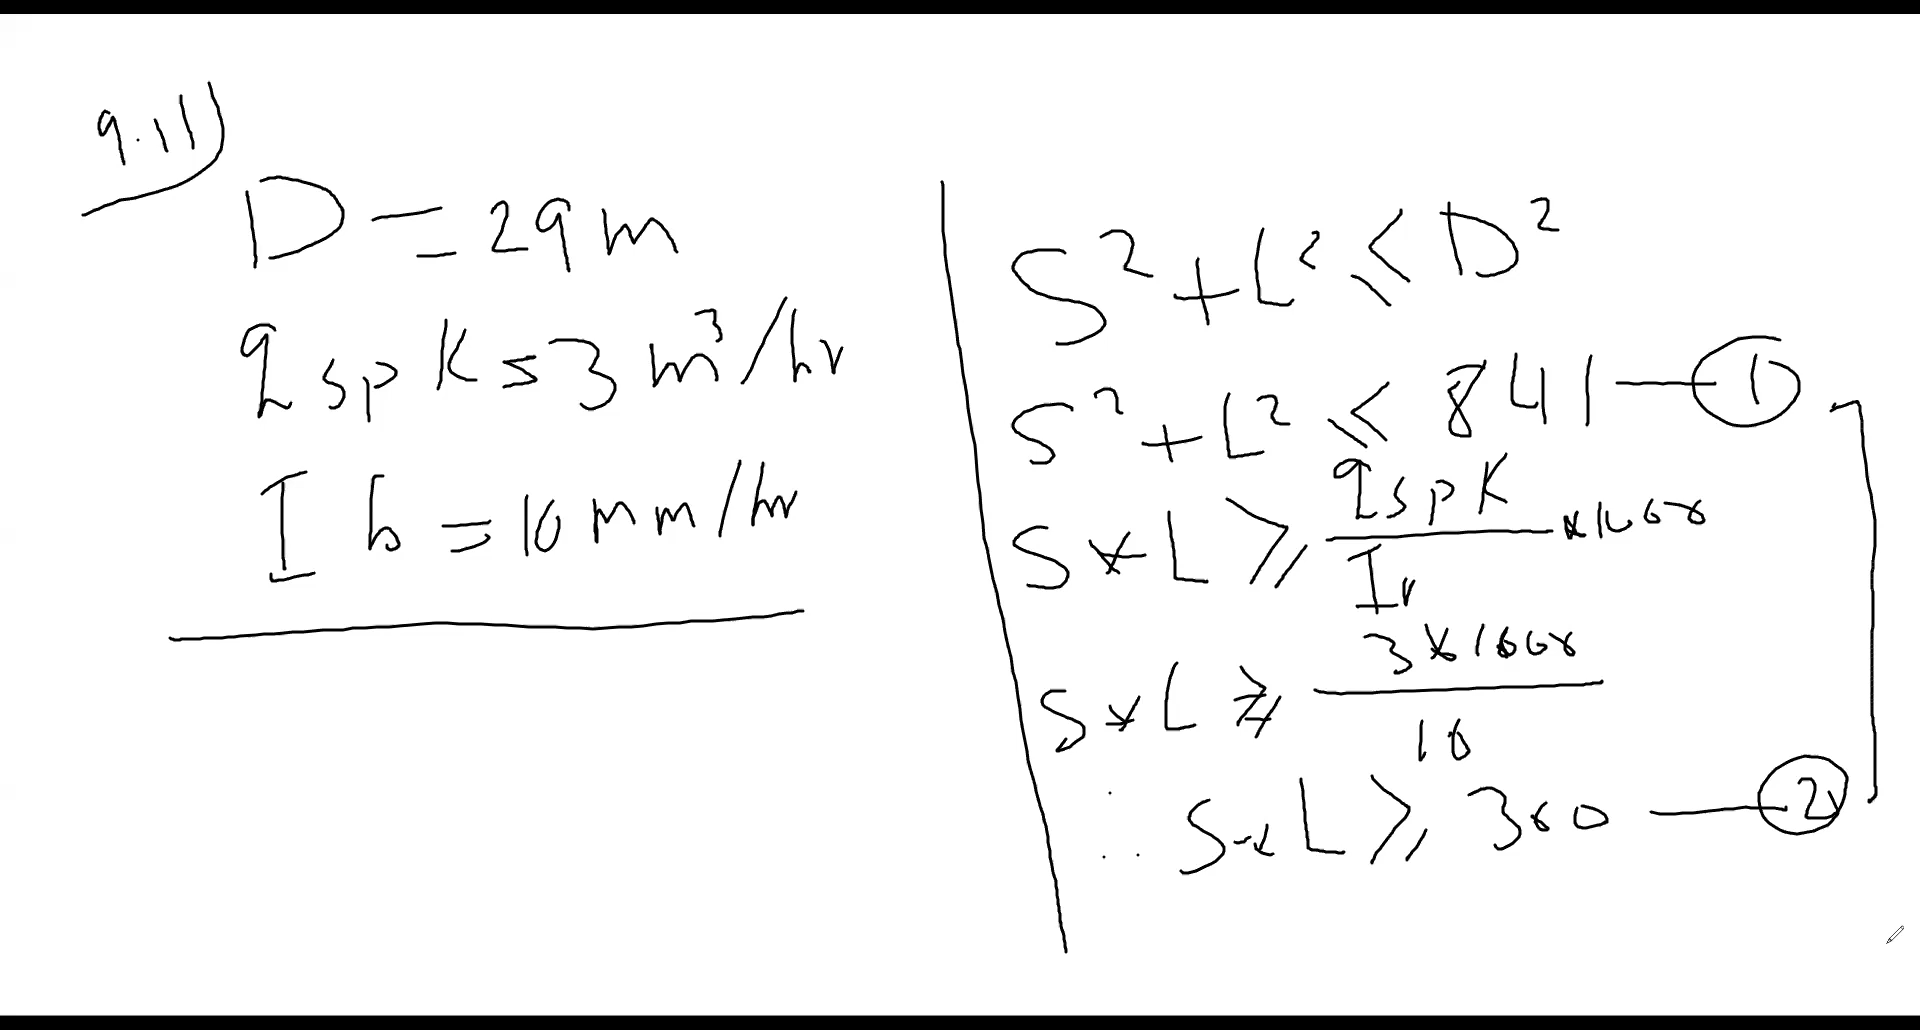 9.11)
D = 29 m
qspk = 3 m³/hr
Ib = 10 mm/hr
S² + L² ≤ D²
S² + L² ≤ 841 — ①
S * L ≥ qspk / Ir * 1000
S * L ≥ 3 * 1000 / 10
∴ S * L ≥ 300 — ②